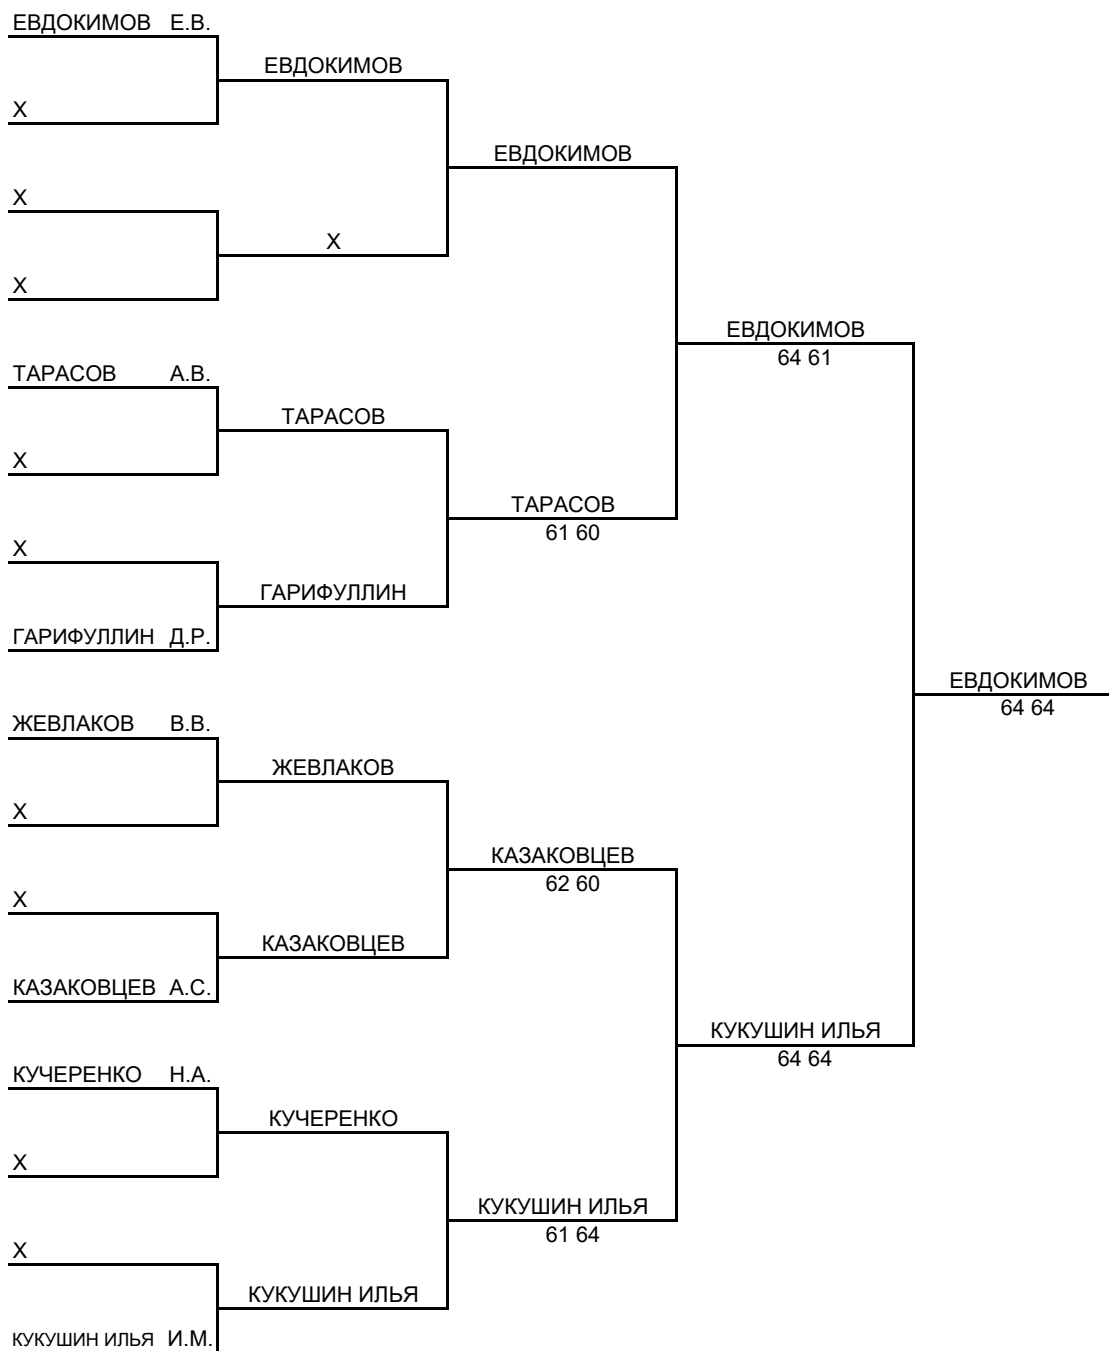 ЕВДОКИМОВ Е.В.
ЕВДОКИМОВ
Х
ЕВДОКИМОВ
Х
Х
Х
ЕВДОКИМОВ
64 61
ТАРАСОВ А.В.
ТАРАСОВ
Х
ТАРАСОВ
61 60
Х
ГАРИФУЛЛИН
ГАРИФУЛЛИН Д.Р.
ЕВДОКИМОВ
64 64
ЖЕВЛАКОВ В.В.
ЖЕВЛАКОВ
Х
КАЗАКОВЦЕВ
62 60
Х
КАЗАКОВЦЕВ
КАЗАКОВЦЕВ А.С.
КУКУШИН ИЛЬЯ
64 64
КУЧЕРЕНКО Н.А.
КУЧЕРЕНКО
Х
КУКУШИН ИЛЬЯ
61 64
Х
КУКУШИН ИЛЬЯ
КУКУШИН ИЛЬЯ И.М.